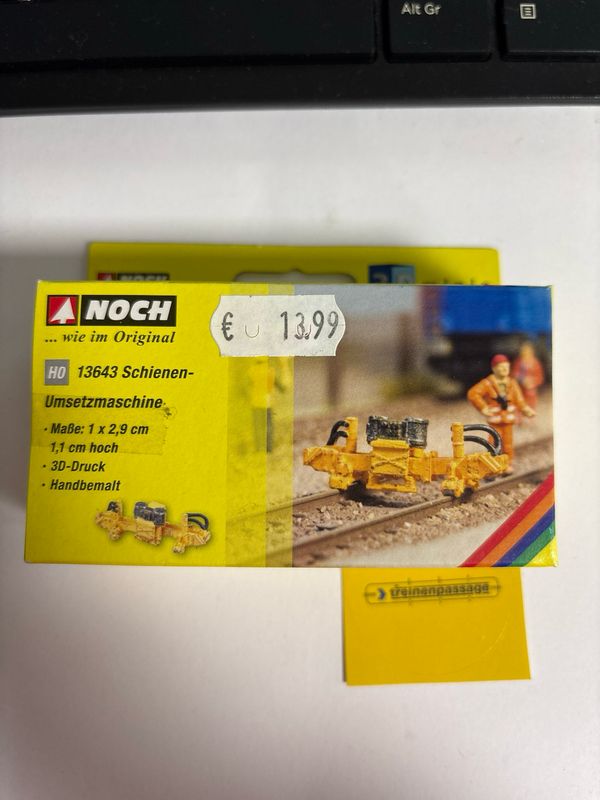 Alt Gr
NOCH
NOCH
... wie im Original
€ 13,99
H0 13643 Schienen-
Umsetzmaschine
• Maße: 1 x 2,9 cm
1,1 cm hoch
• 3D-Druck
• Handbemalt
treinenpassage